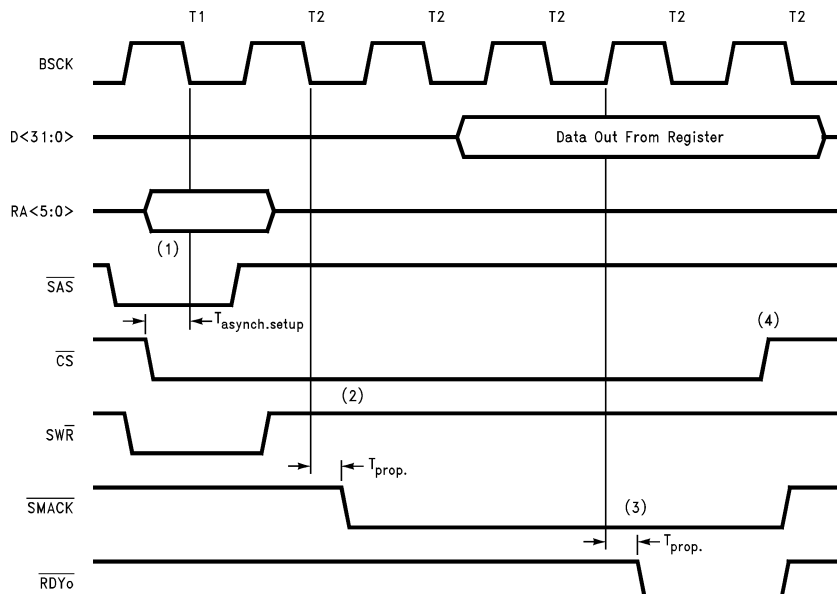 T1 T2 T2 T2 T2 T2
BSCK
D<31:0> Data Out From Register
RA<5:0>
(1)
SAS
Tasynch.setup
(4)
CS
(2)
SWR
Tprop.
SMACK
(3)
Tprop.
RDYo